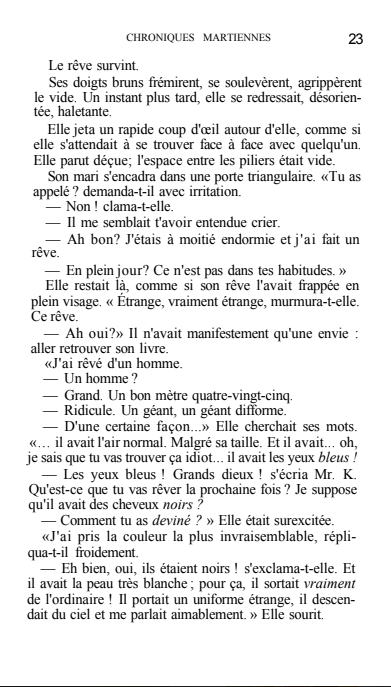 CHRONIQUES MARTIENNES 23
Le rêve survint.
Ses doigts bruns frémirent, se soulevèrent, agrippèrent
le vide. Un instant plus tard, elle se redressait, désorien-
tée, haletante.
Elle jeta un rapide coup d'œil autour d'elle, comme si
elle s'attendait à se trouver face à face avec quelqu'un.
Elle parut déçue; l'espace entre les piliers était vide.
Son mari s'encadra dans une porte triangulaire. «Tu as
appelé ? demanda-t-il avec irritation.
— Non ! clama-t-elle.
— Il me semblait t'avoir entendue crier.
— Ah bon? J'étais à moitié endormie et j'ai fait un
rêve.
— En plein jour? Ce n'est pas dans tes habitudes. »
Elle restait là, comme si son rêve l'avait frappée en
plein visage. « Étrange, vraiment étrange, murmura-t-elle.
Ce rêve.
— Ah oui?» Il n'avait manifestement qu'une envie :
aller retrouver son livre.
«J'ai rêvé d'un homme.
— Un homme ?
— Grand. Un bon mètre quatre-vingt-cinq.
— Ridicule. Un géant, un géant difforme.
— D'une certaine façon...» Elle cherchait ses mots.
«... il avait l'air normal. Malgré sa taille. Et il avait... oh,
je sais que tu vas trouver ça idiot... il avait les yeux bleus !
— Les yeux bleus ! Grands dieux ! s'écria Mr. K.
Qu'est-ce que tu vas rêver la prochaine fois ? Je suppose
qu'il avait des cheveux noirs ?
— Comment tu as deviné ? » Elle était surexcitée.
«J'ai pris la couleur la plus invraisemblable, répli-
qua-t-il froidement.
— Eh bien, oui, ils étaient noirs ! s'exclama-t-elle. Et
il avait la peau très blanche ; pour ça, il sortait vraiment
de l'ordinaire ! Il portait un uniforme étrange, il descen-
dait du ciel et me parlait aimablement. » Elle sourit.